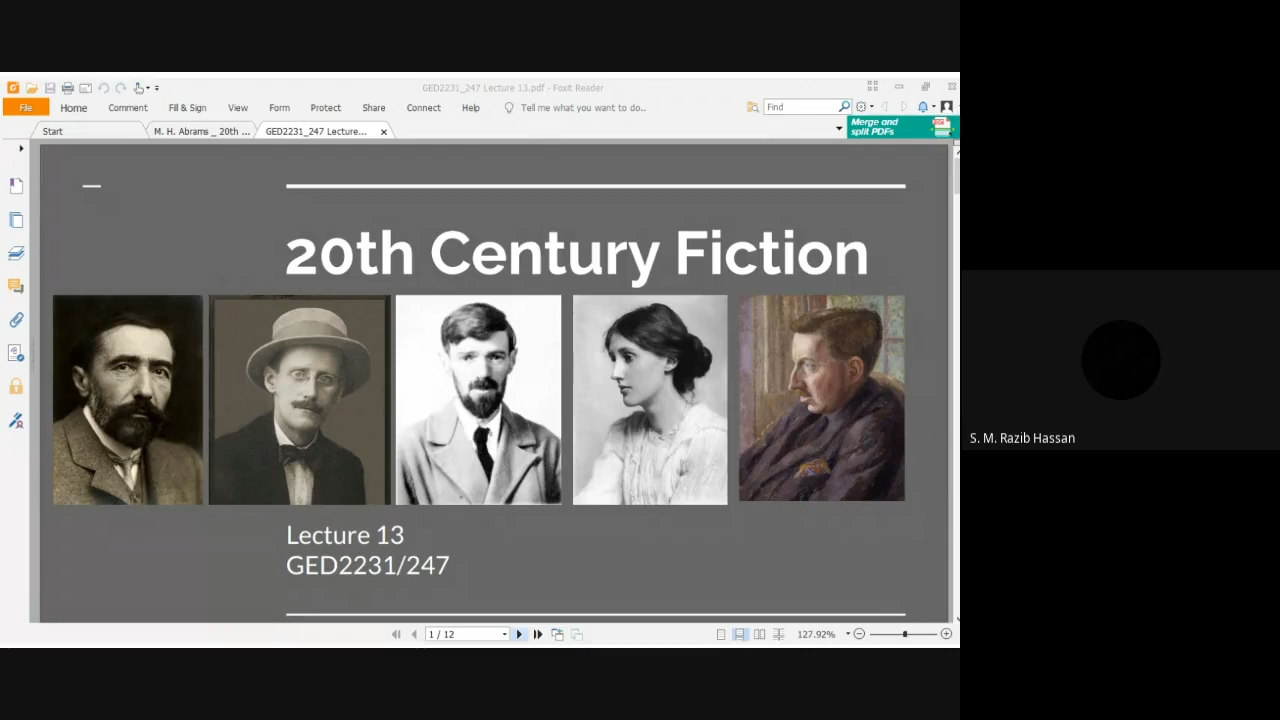 GED2231_247 Lecture 13.pdf - Foxit Reader
File Home Comment Fill & Sign View Form Protect Share Connect Help Tell me what you want to do.. Find
Start M. H. Abrams _ 20th ... GED2231_247 Lecture...
Merge and
split PDFs
20th Century Fiction
Lecture 13
GED2231/247
S. M. Razib Hassan
1 / 12 127.92%